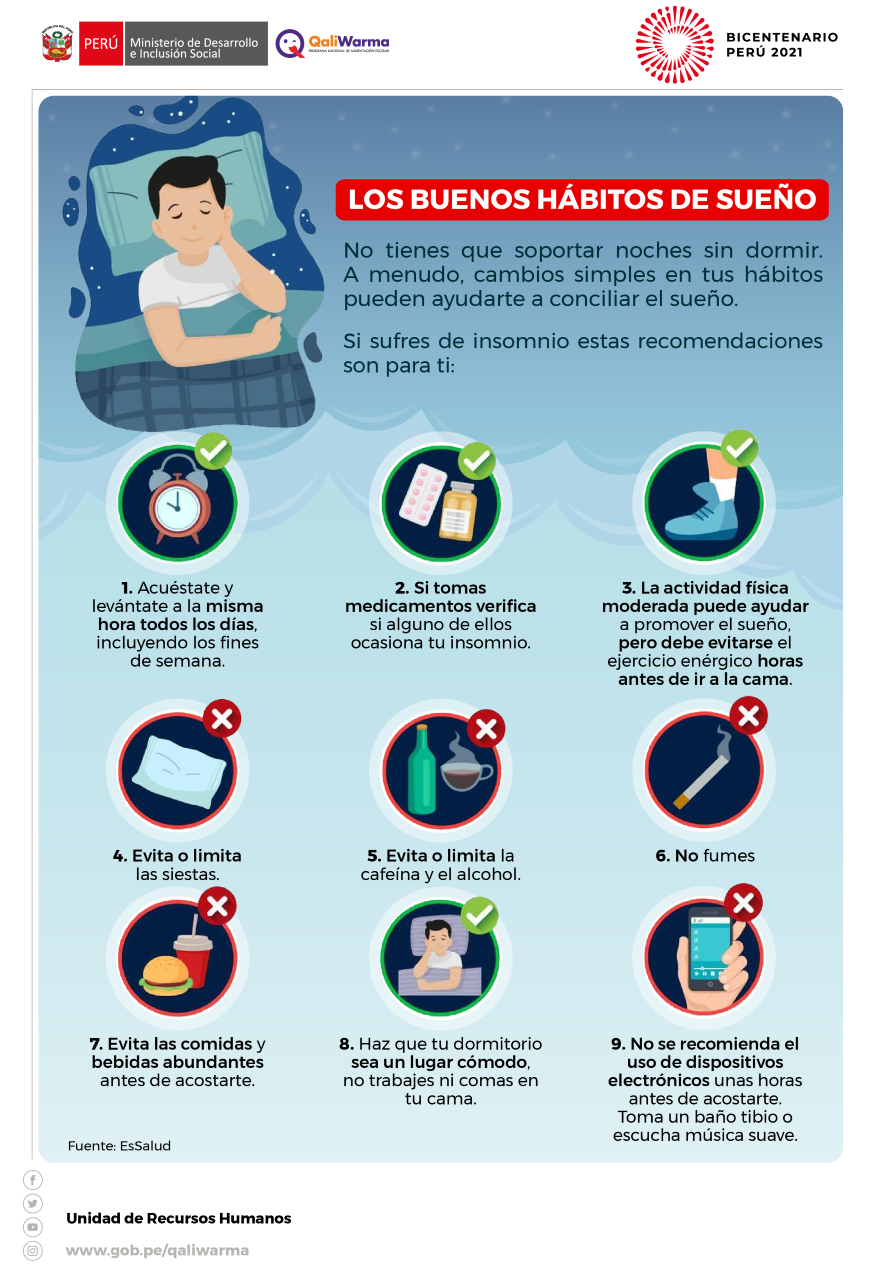 PERÚ
Ministerio de Desarrollo
e Inclusión Social
QaliWarma
PROGRAMA NACIONAL DE ALIMENTACIÓN ESCOLAR
BICENTENARIO
PERÚ 2021
LOS BUENOS HÁBITOS DE SUEÑO
No tienes que soportar noches sin dormir.
A menudo, cambios simples en tus hábitos
pueden ayudarte a conciliar el sueño.
Si sufres de insomnio estas recomendaciones
son para ti:
1. Acuéstate y
levántate a la misma
hora todos los días,
incluyendo los fines
de semana.
2. Si tomas
medicamentos verifica
si alguno de ellos
ocasiona tu insomnio.
3. La actividad física
moderada puede ayudar
a promover el sueño,
pero debe evitarse el
ejercicio enérgico horas
antes de ir a la cama.
4. Evita o limita
las siestas.
5. Evita o limita la
cafeína y el alcohol.
6. No fumes
7. Evita las comidas y
bebidas abundantes
antes de acostarte.
8. Haz que tu dormitorio
sea un lugar cómodo,
no trabajes ni comas en
tu cama.
9. No se recomienda el
uso de dispositivos
electrónicos unas horas
antes de acostarte.
Toma un baño tibio o
escucha música suave.
Fuente: EsSalud
Unidad de Recursos Humanos
www.gob.pe/qaliwarma